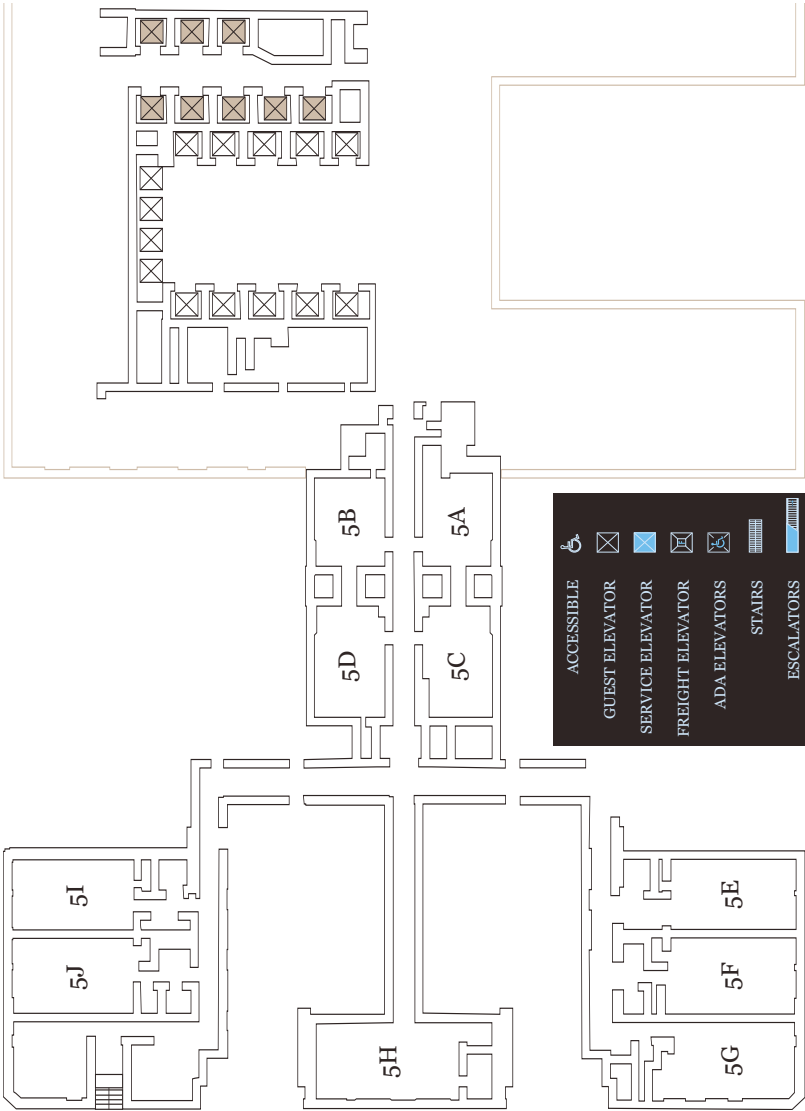 5B
5A
5D
5C
5I
5J
5H
5E
5F
5G
ACCESSIBLE
GUEST ELEVATOR
SERVICE ELEVATOR
FREIGHT ELEVATOR
ADA ELEVATORS
STAIRS
ESCALATORS